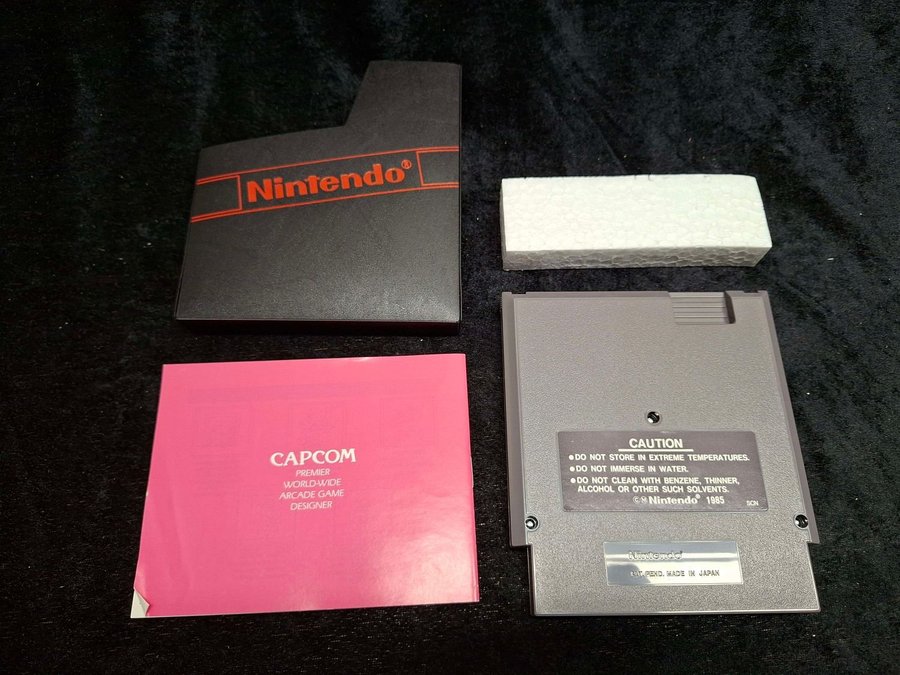 Nintendo®
CAPCOM
PREMIER
WORLD-WIDE
ARCADE GAME
DESIGNER
CAUTION
●DO NOT STORE IN EXTREME TEMPERATURES.
●DO NOT IMMERSE IN WATER.
●DO NOT CLEAN WITH BENZENE, THINNER,
ALCOHOL OR OTHER SUCH SOLVENTS.
©Nintendo® 1985
Nintendo®
PAT. PEND. MADE IN JAPAN